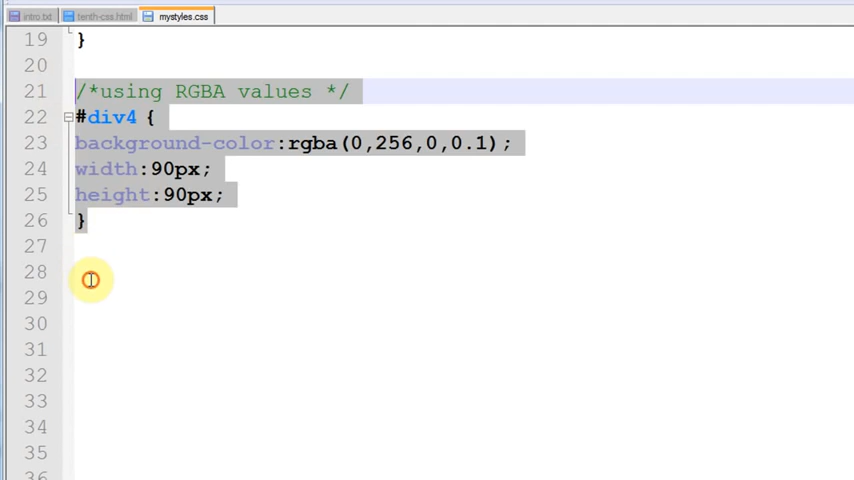 intro.txt tenth-css.html mystyles.css
19 }
20
21 /*using RGBA values */
22 #div4 {
23 background-color:rgba(0,256,0,0.1);
24 width:90px;
25 height:90px;
26 }
27
28
29
30
31
32
33
34
35
36